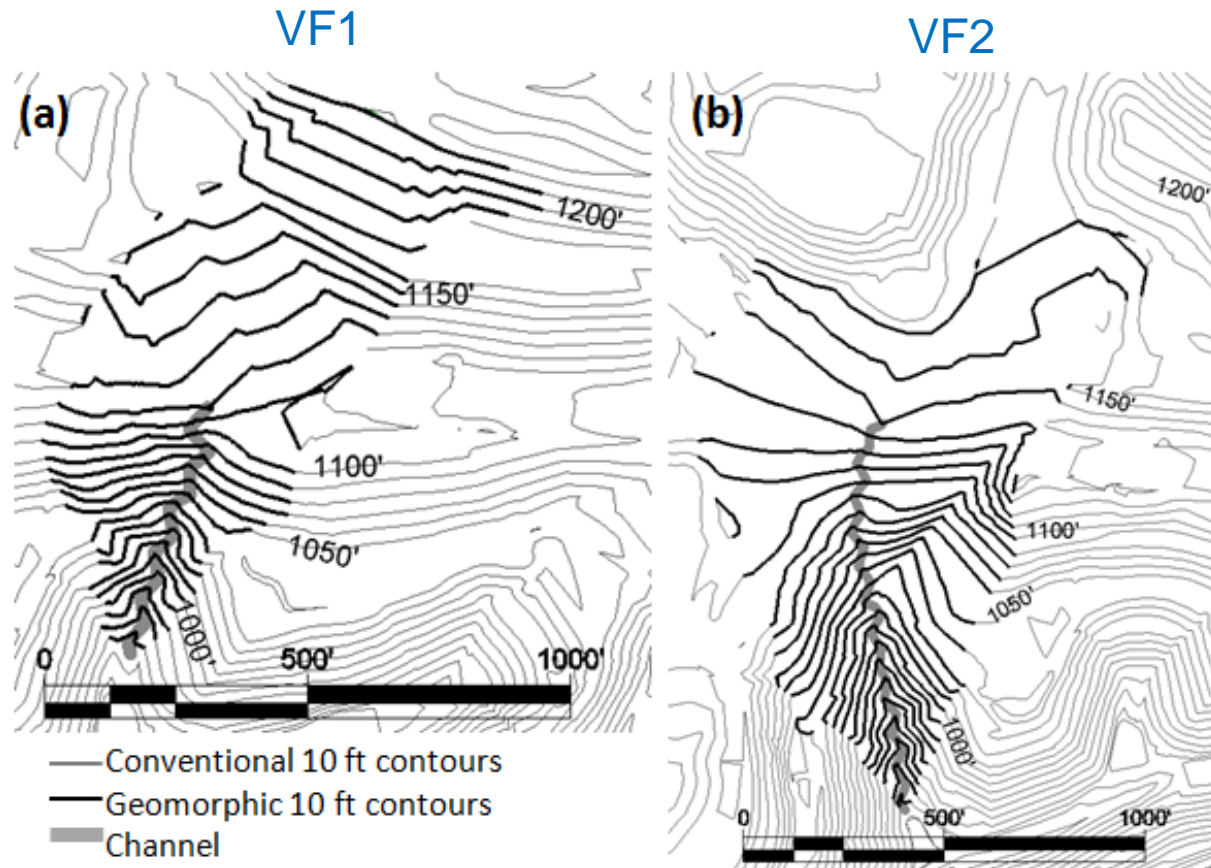 VF1
VF2
(a)
(b)
1200'
1200'
1150'
1150'
1100'
1100'
1050'
1050'
1000'
1000'
0 500' 1000'
0 500' 1000'
Conventional 10 ft contours
Geomorphic 10 ft contours
Channel